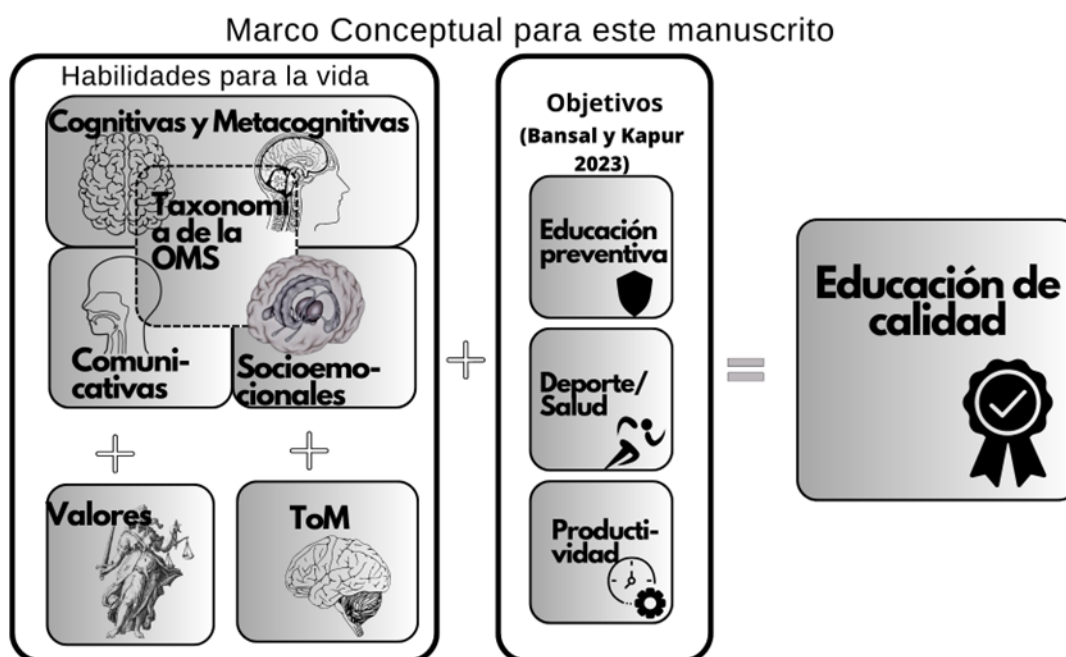 Marco Conceptual para este manuscrito
Habilidades para la vida
Cognitivas y Metacognitivas
Taxonomi
a de la
OMS
Comuni-
cativas
Socioemo-
cionales
Valores
ToM
Objetivos
(Bansal y Kapur
2023)
Educación
preventiva
Deporte/
Salud
Producti-
vidad
Educación de
calidad